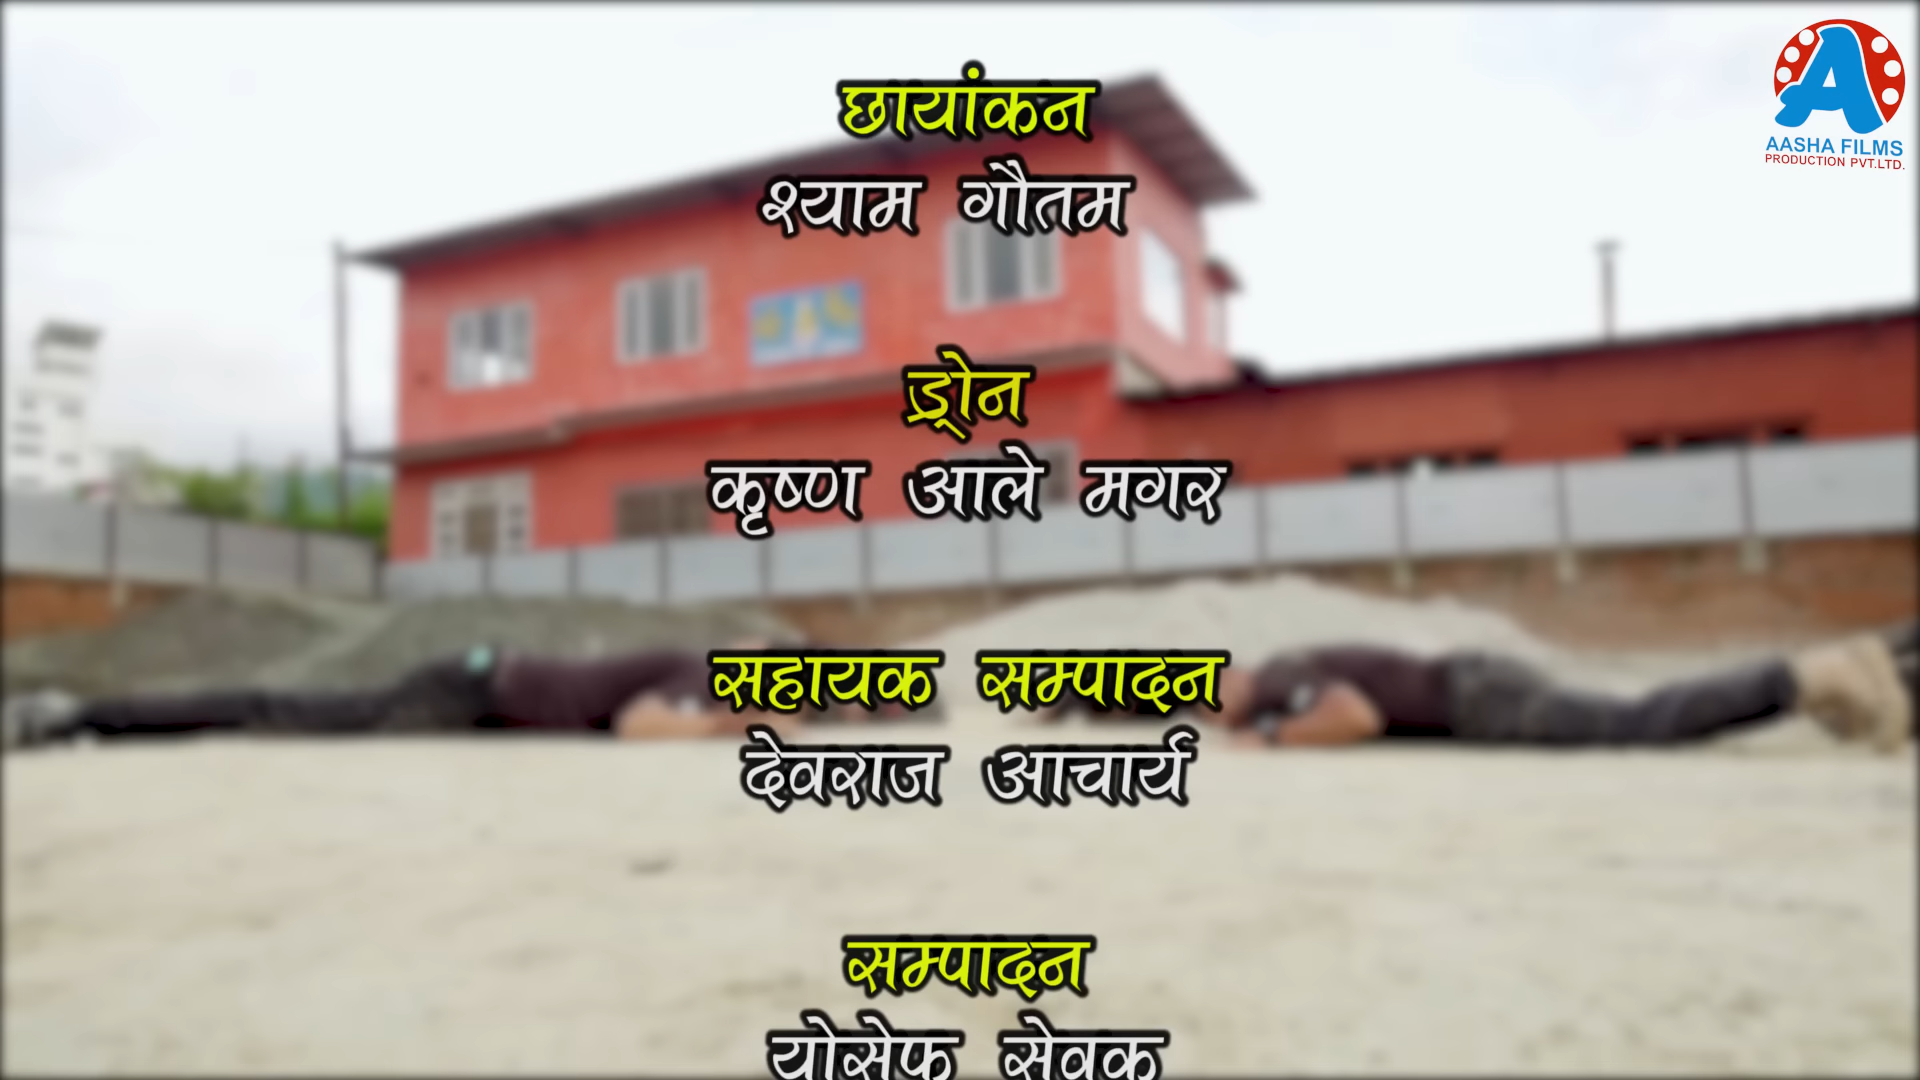 छायांकन
श्याम गौतम
ड्रोन
कृष्ण आले मगर
सहायक सम्पादन
देवराज आचार्य
सम्पादन
योसेफ सेवक
AASHA FILMS
PRODUCTION PVT.LTD.